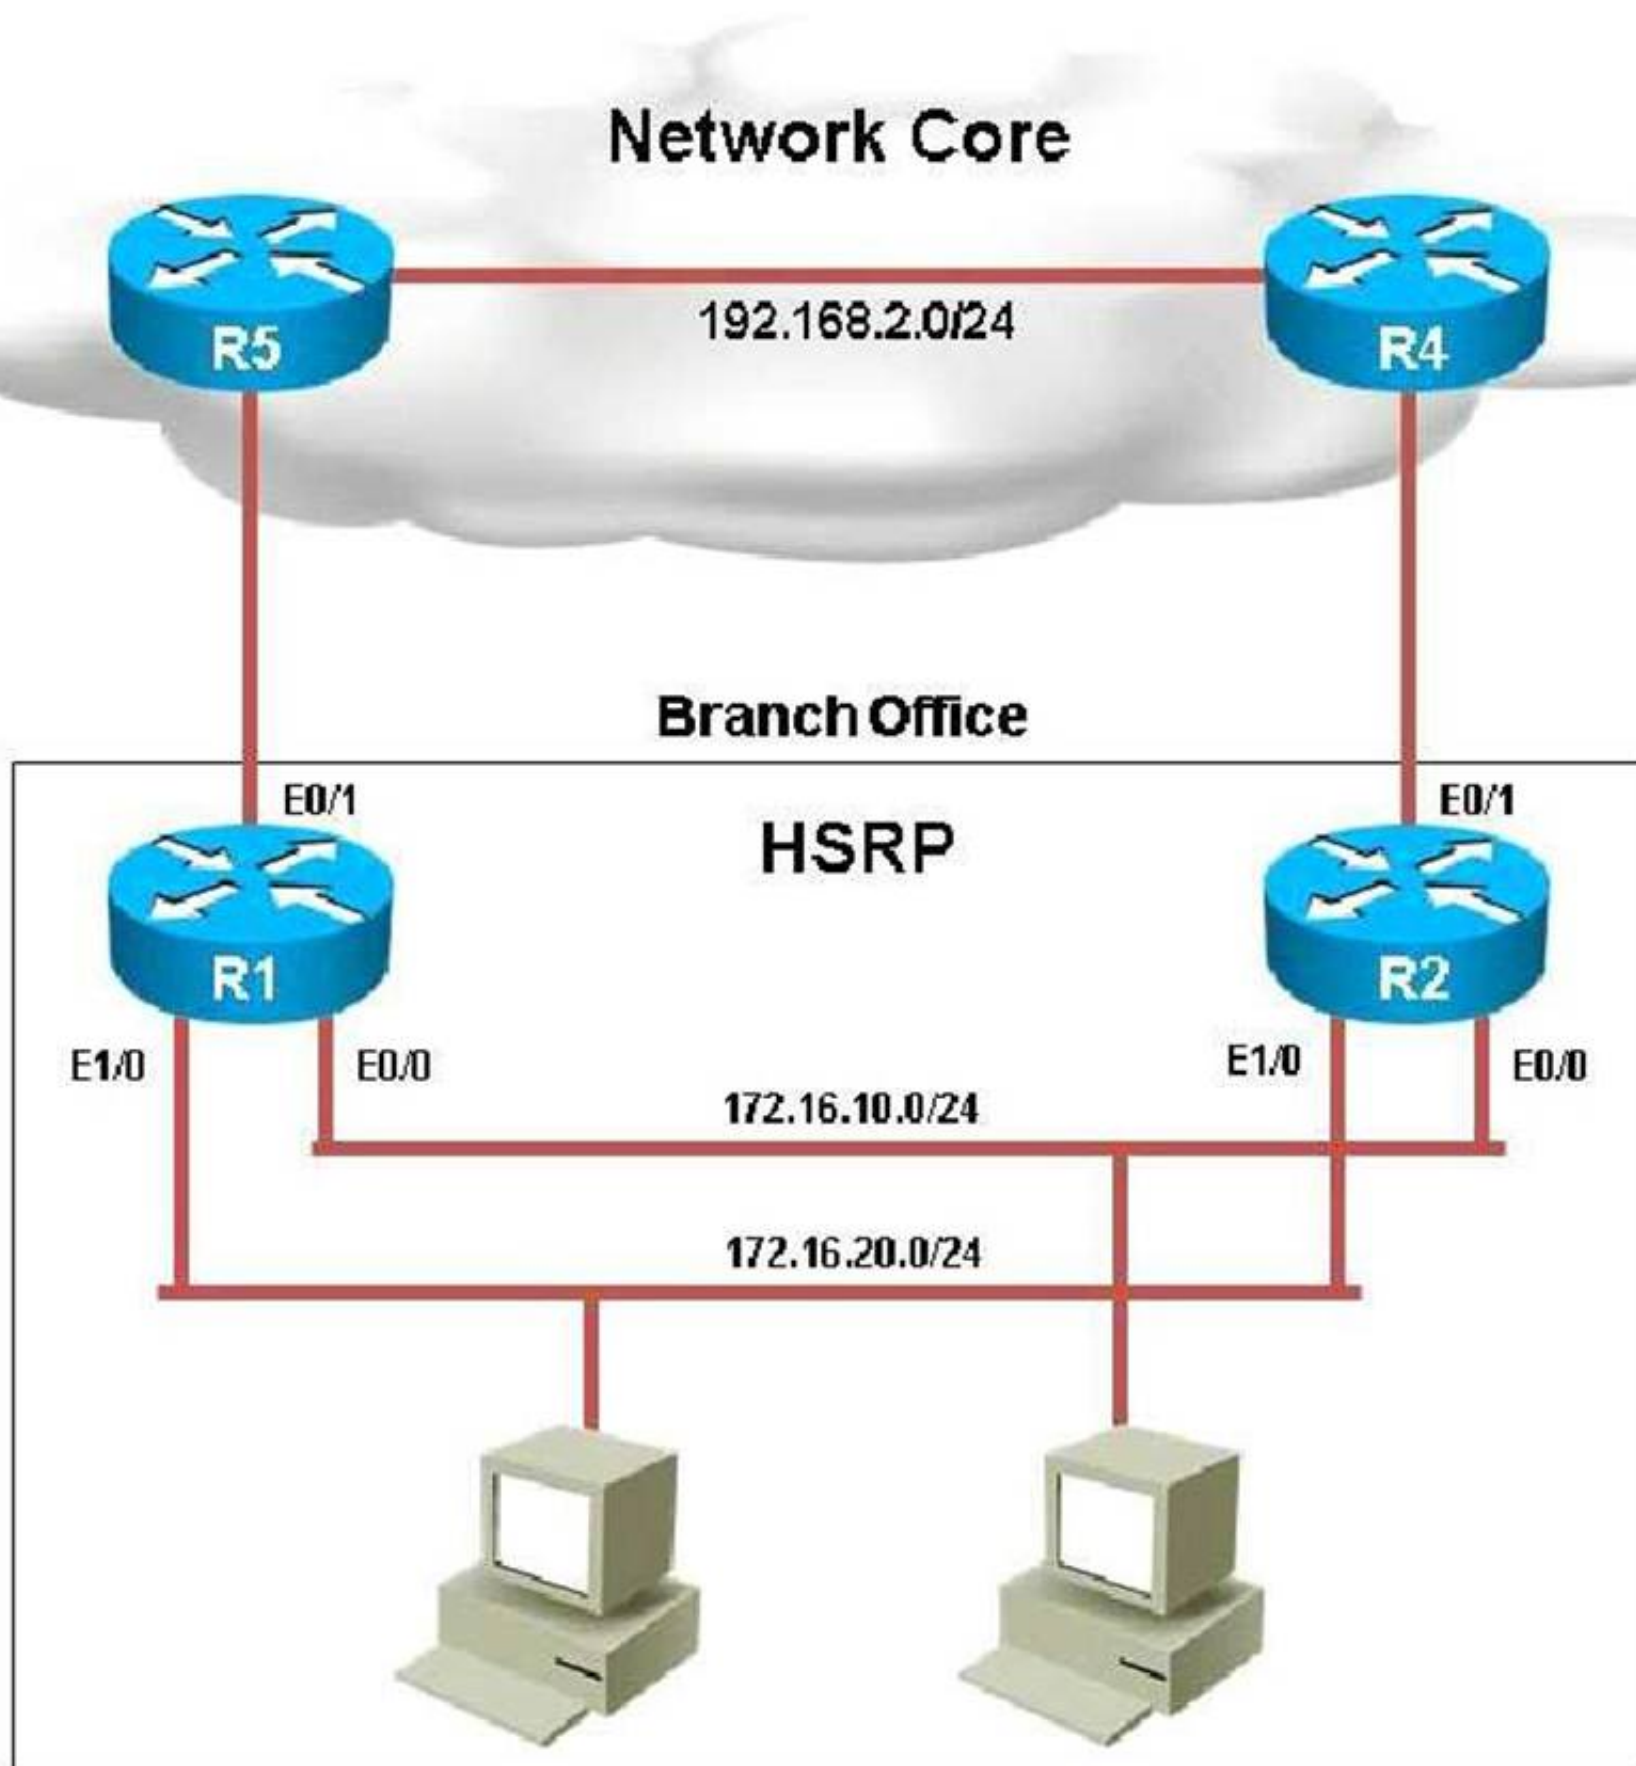 Network Core
192.168.2.0/24
R5
R4
Branch Office
E0/1
E0/1
HSRP
R1
R2
E1/0
E0/0
E1/0
E0/0
172.16.10.0/24
172.16.20.0/24